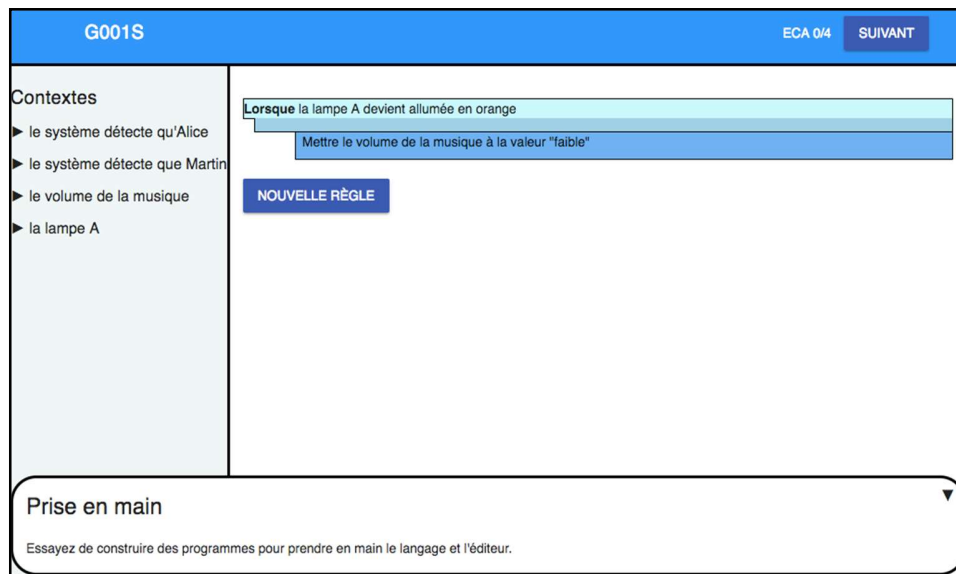 G001S
ECA 0/4
SUIVANT
Contextes
► le système détecte qu'Alice
► le système détecte que Martin
► le volume de la musique
► la lampe A
Lorsque la lampe A devient allumée en orange
Mettre le volume de la musique à la valeur "faible"
NOUVELLE RÈGLE
Prise en main
▼
Essayez de construire des programmes pour prendre en main le langage et l'éditeur.